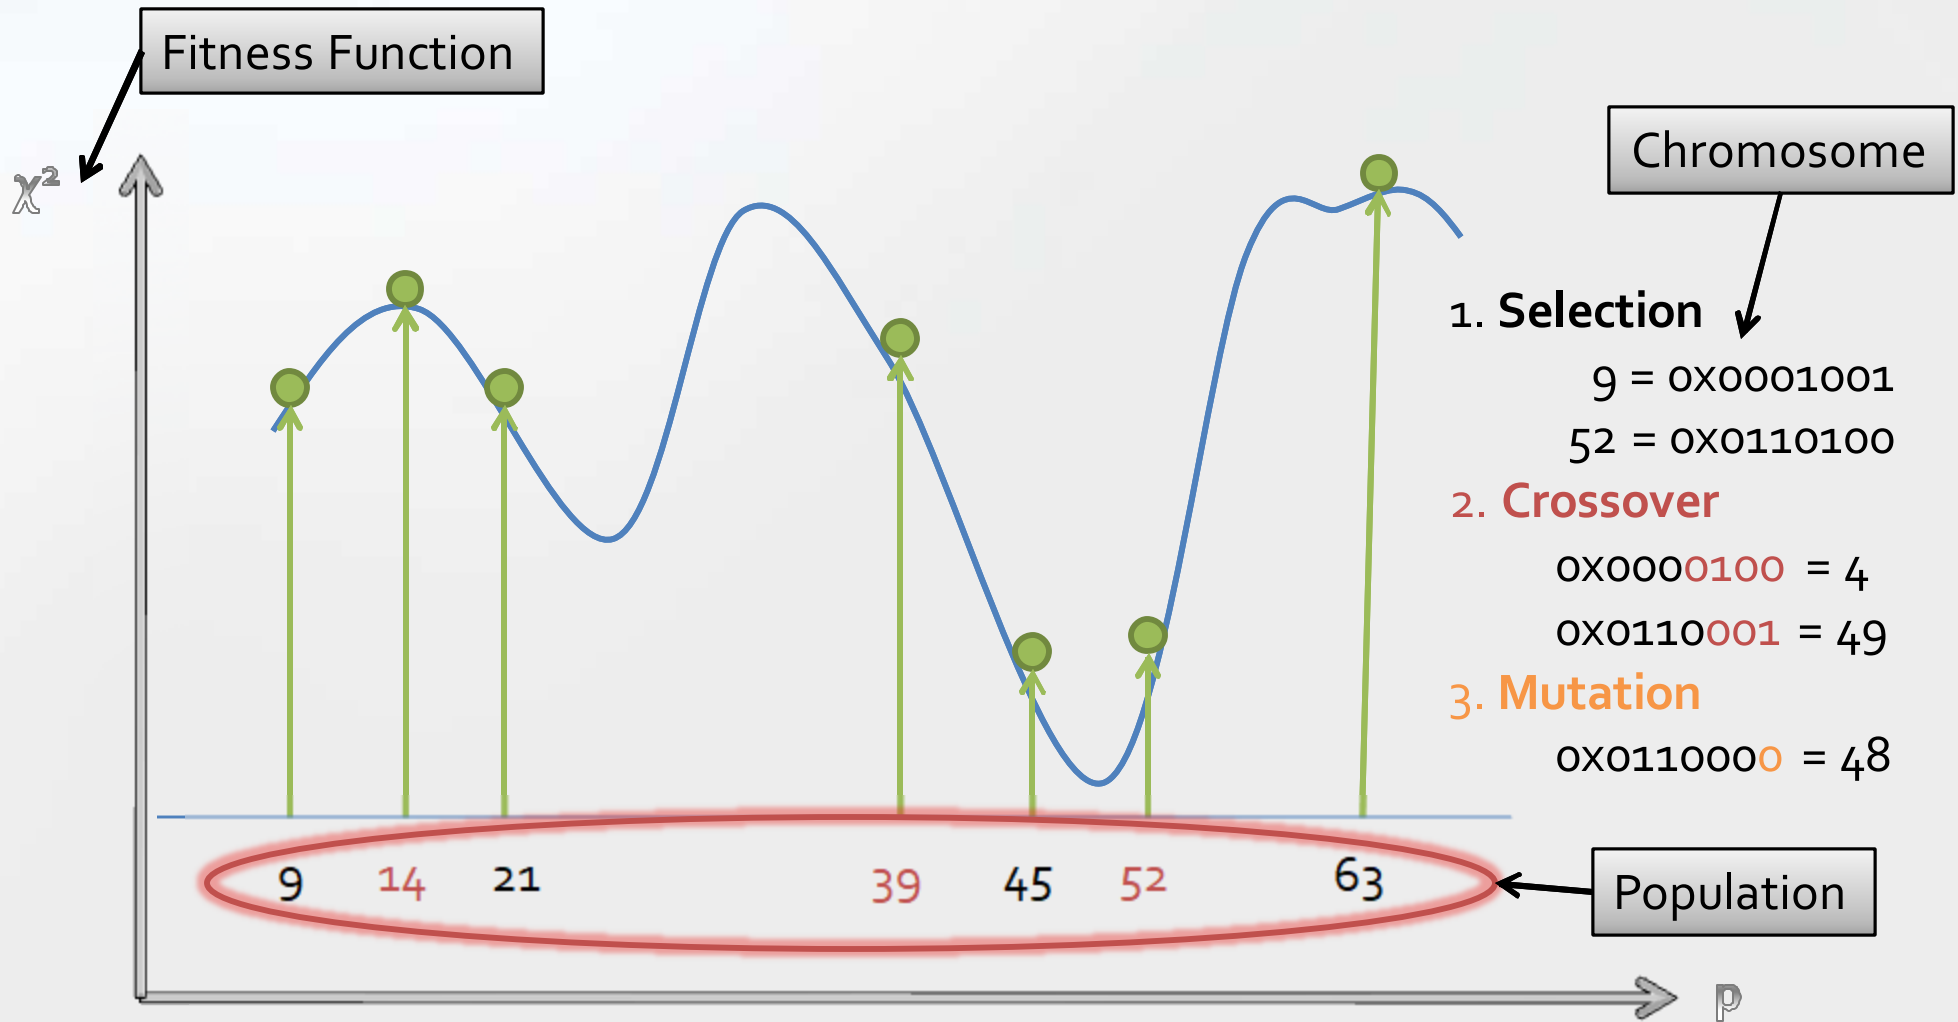 Fitness Function
χ²
Chromosome
1. Selection
9 = 0x0001001
52 = 0x0110100
2. Crossover
0x0000100 = 4
0x0110001 = 49
3. Mutation
0x0110000 = 48
9 14 21 39 45 52 63
Population
p